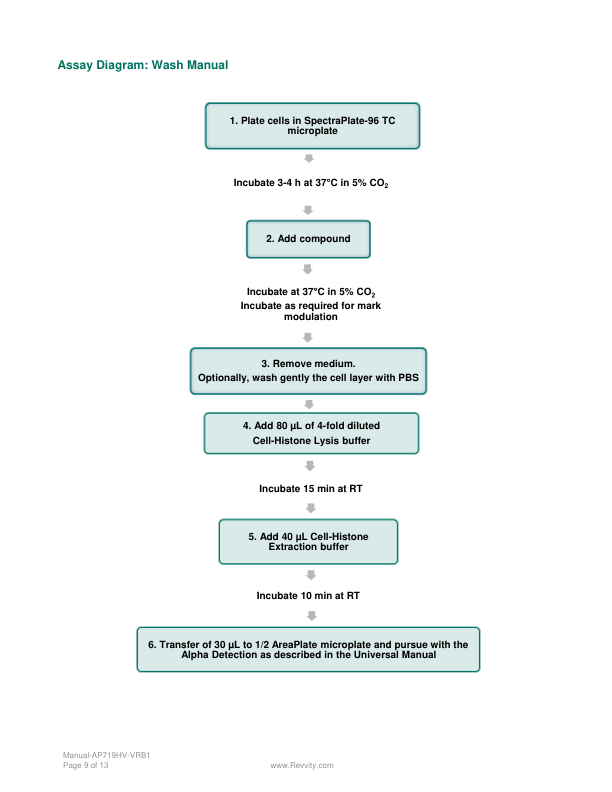 Assay Diagram: Wash Manual
1. Plate cells in SpectraPlate-96 TC
microplate
Incubate 3-4 h at 37°C in 5% CO₂
2. Add compound
Incubate at 37°C in 5% CO₂
Incubate as required for mark
modulation
3. Remove medium.
Optionally, wash gently the cell layer with PBS
4. Add 80 µL of 4-fold diluted
Cell-Histone Lysis buffer
Incubate 15 min at RT
5. Add 40 µL Cell-Histone
Extraction buffer
Incubate 10 min at RT
6. Transfer of 30 µL to 1/2 AreaPlate microplate and pursue with the
Alpha Detection as described in the Universal Manual
Manual-AP719HV-VRB1
Page 9 of 13
www.Revvity.com